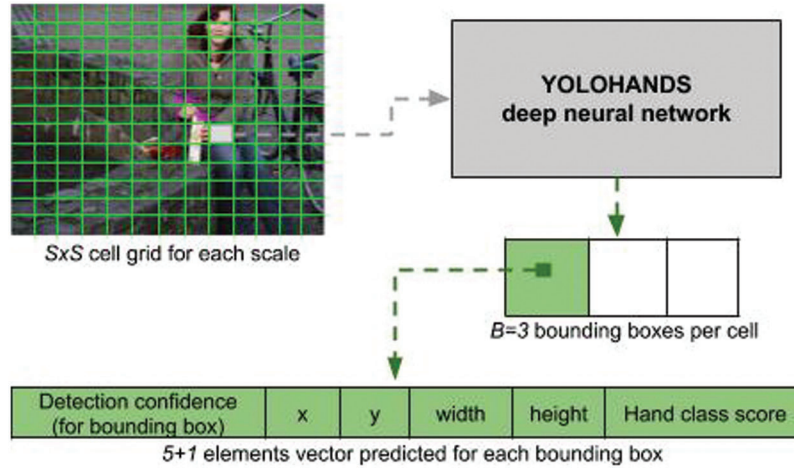 YOLOHANDS
deep neural network
SxS cell grid for each scale
B=3 bounding boxes per cell
Detection confidence
(for bounding box)
x
y
width
height
Hand class score
5+1 elements vector predicted for each bounding box